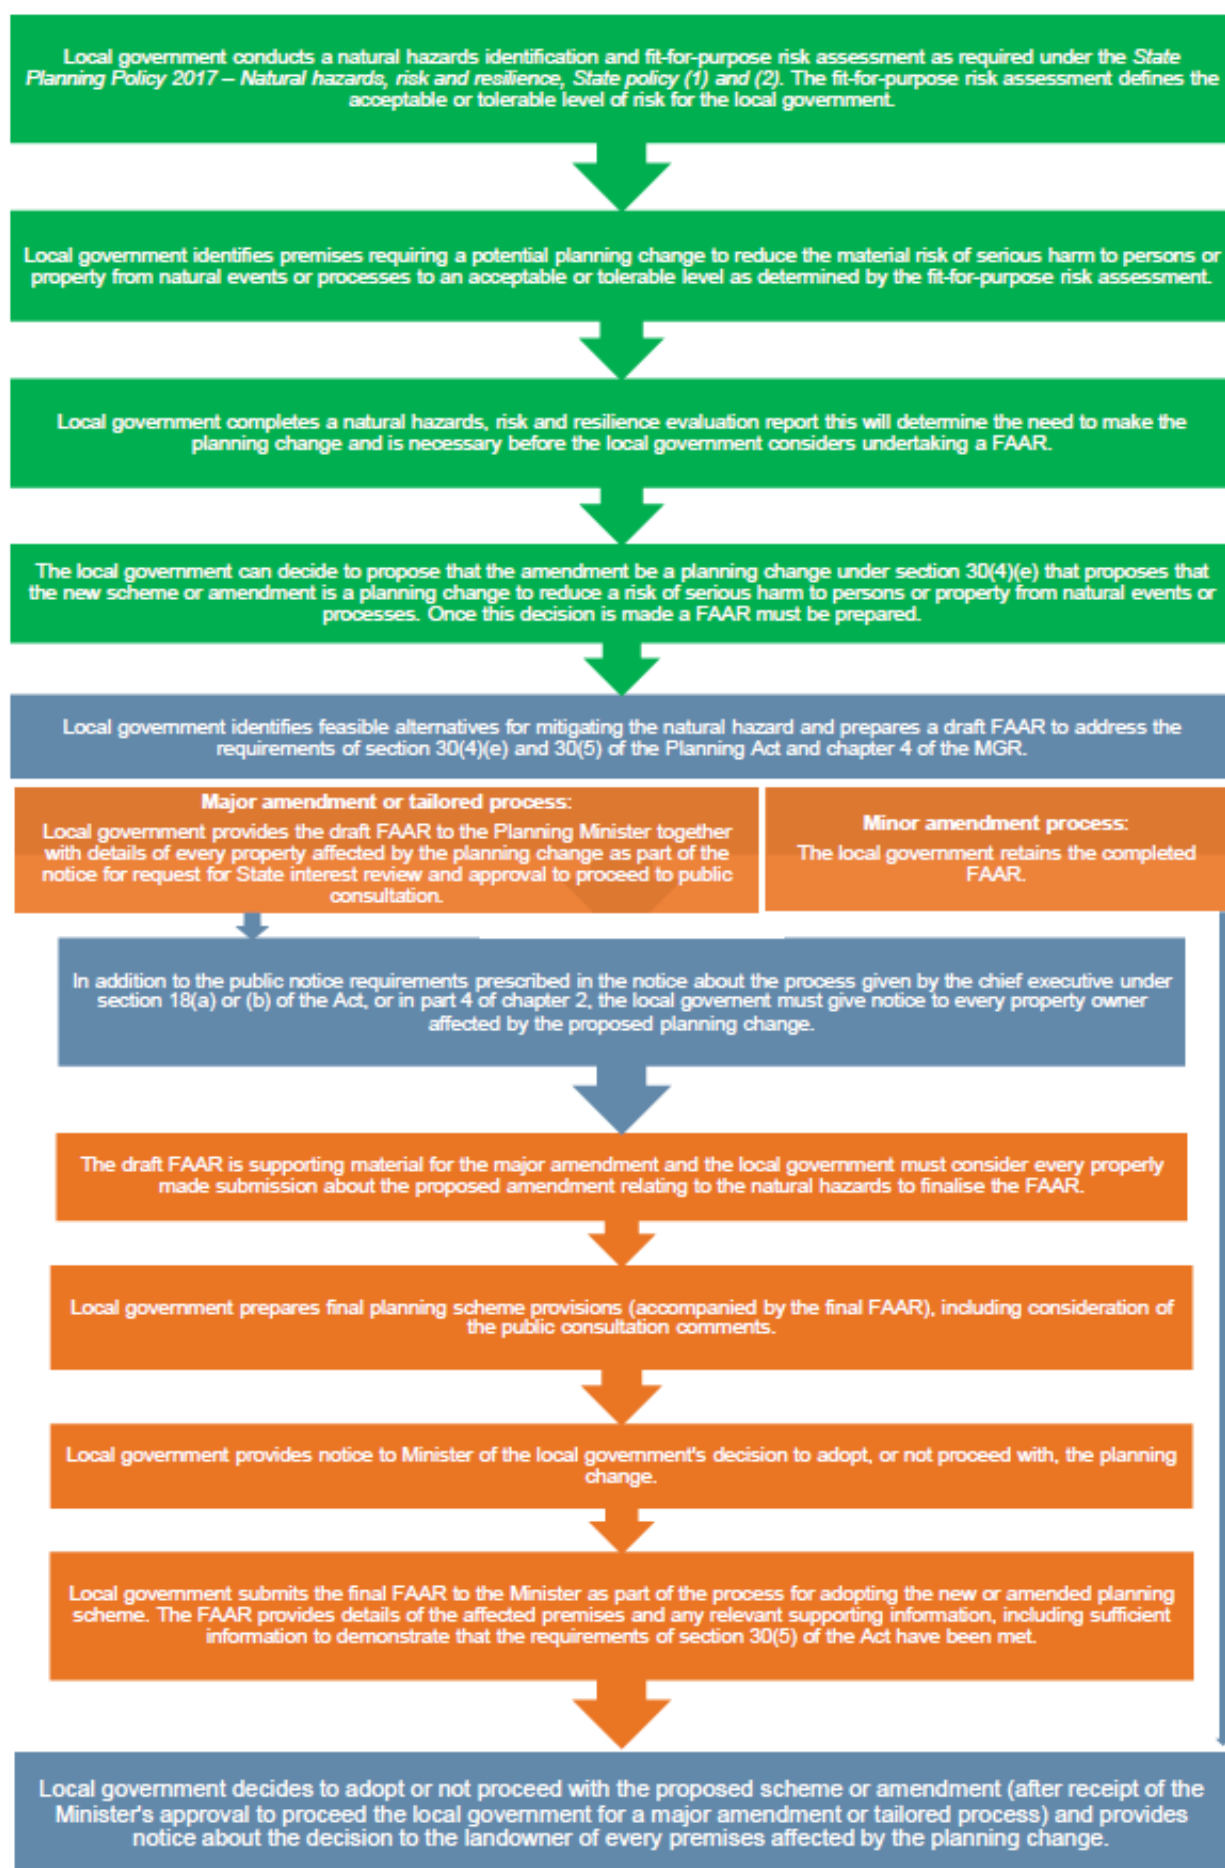 Local government conducts a natural hazards identification and fit-for-purpose risk assessment as required under the State
Planning Policy 2017 – Natural hazards, risk and resilience, State policy (1) and (2). The fit-for-purpose risk assessment defines the
acceptable or tolerable level of risk for the local government.
Local government identifies premises requiring a potential planning change to reduce the material risk of serious harm to persons or
property from natural events or processes to an acceptable or tolerable level as determined by the fit-for-purpose risk assessment.
Local government completes a natural hazards, risk and resilience evaluation report this will determine the need to make the
planning change and is necessary before the local government considers undertaking a FAAR.
The local government can decide to propose that the amendment be a planning change under section 30(4)(e) that proposes that
the new scheme or amendment is a planning change to reduce a risk of serious harm to persons or property from natural events or
processes. Once this decision is made a FAAR must be prepared.
Local government identifies feasible alternatives for mitigating the natural hazard and prepares a draft FAAR to address the
requirements of section 30(4)(e) and 30(5) of the Planning Act and chapter 4 of the MGR.
Major amendment or tailored process:
Local government provides the draft FAAR to the Planning Minister together
with details of every property affected by the planning change as part of the
notice for request for State interest review and approval to proceed to public
consultation.
Minor amendment process:
The local government retains the completed
FAAR.
In addition to the public notice requirements prescribed in the notice about the process given by the chief executive under
section 18(a) or (b) of the Act, or in part 4 of chapter 2, the local goverment must give notice to every property owner
affected by the proposed planning change.
The draft FAAR is supporting material for the major amendment and the local government must consider every properly
made submission about the proposed amendment relating to the natural hazards to finalise the FAAR.
Local government prepares final planning scheme provisions (accompanied by the final FAAR), including consideration of
the public consultation comments.
Local government provides notice to Minister of the local government's decision to adopt, or not proceed with, the planning
change.
Local government submits the final FAAR to the Minister as part of the process for adopting the new or amended planning
scheme. The FAAR provides details of the affected premises and any relevant supporting information, including sufficient
information to demonstrate that the requirements of section 30(5) of the Act have been met.
Local government decides to adopt or not proceed with the proposed scheme or amendment (after receipt of the
Minister's approval to proceed the local government for a major amendment or tailored process) and provides
notice about the decision to the landowner of every premises affected by the planning change.